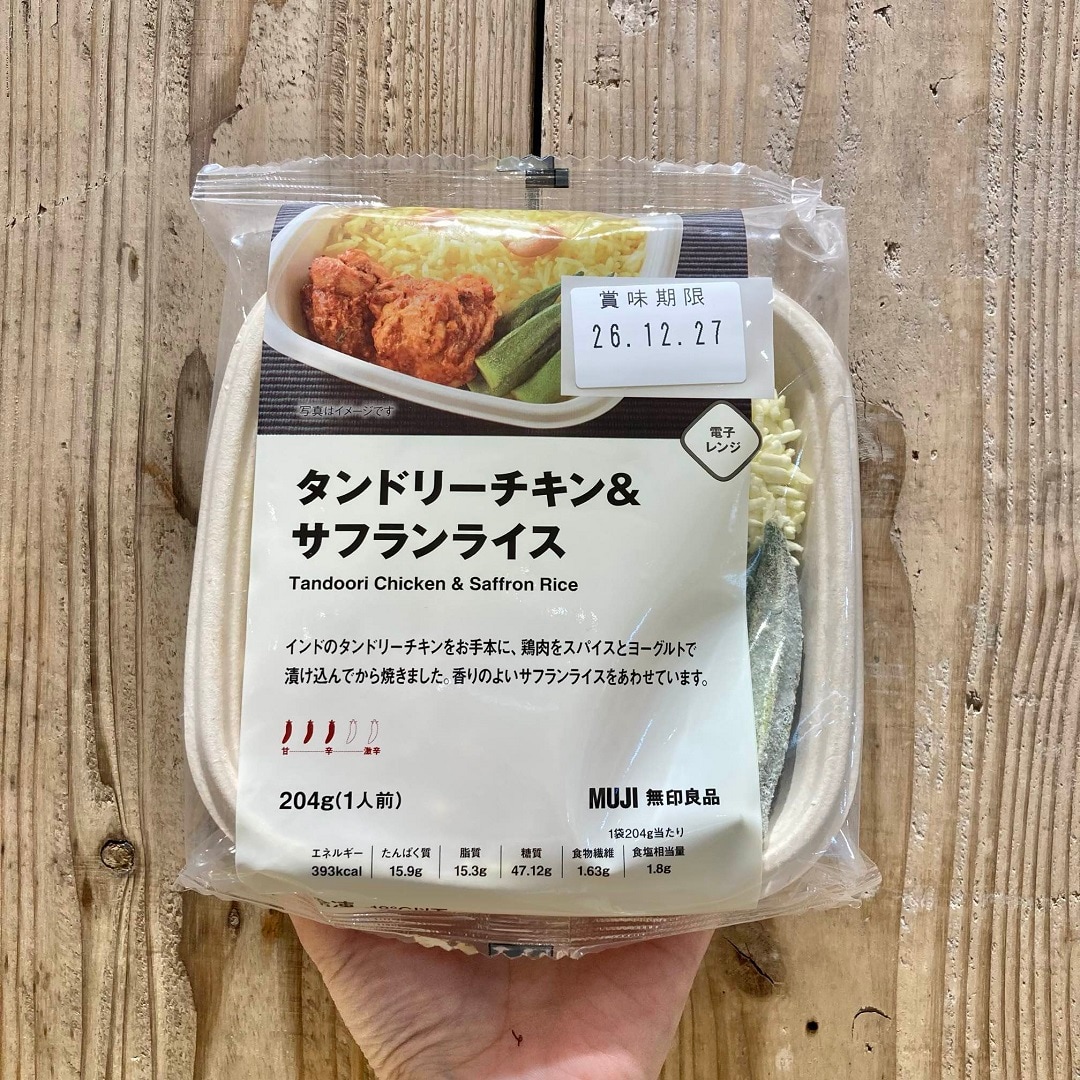 賞味期限
26.12.27
写真はイメージです
電子
レンジ
タンドリーチキン&
サフランライス
Tandoori Chicken & Saffron Rice
インドのタンドリーチキンをお手本に、鶏肉をスパイスとヨーグルトで
漬け込んでから焼きました。香りのよいサフランライスをあわせています。
甘 辛 激辛
204g(1人前)
MUJI 無印良品
1袋204g当たり
エネルギー たんぱく質 脂質 糖質 食物繊維 食塩相当量
393kcal 15.9g 15.3g 47.12g 1.63g 1.8g